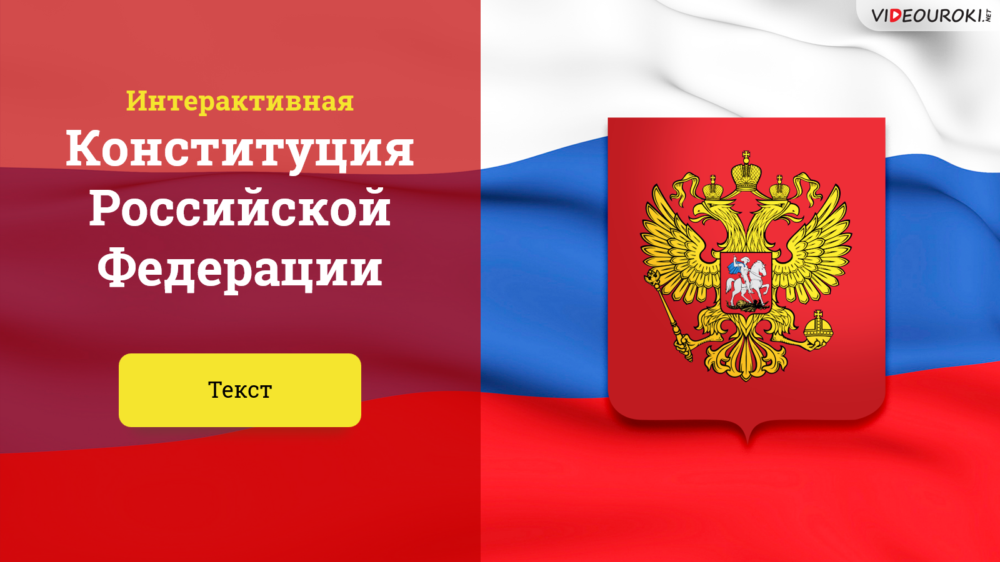 VIDEOUROKI.NET
Интерактивная
Конституция
Российской
Федерации
Текст